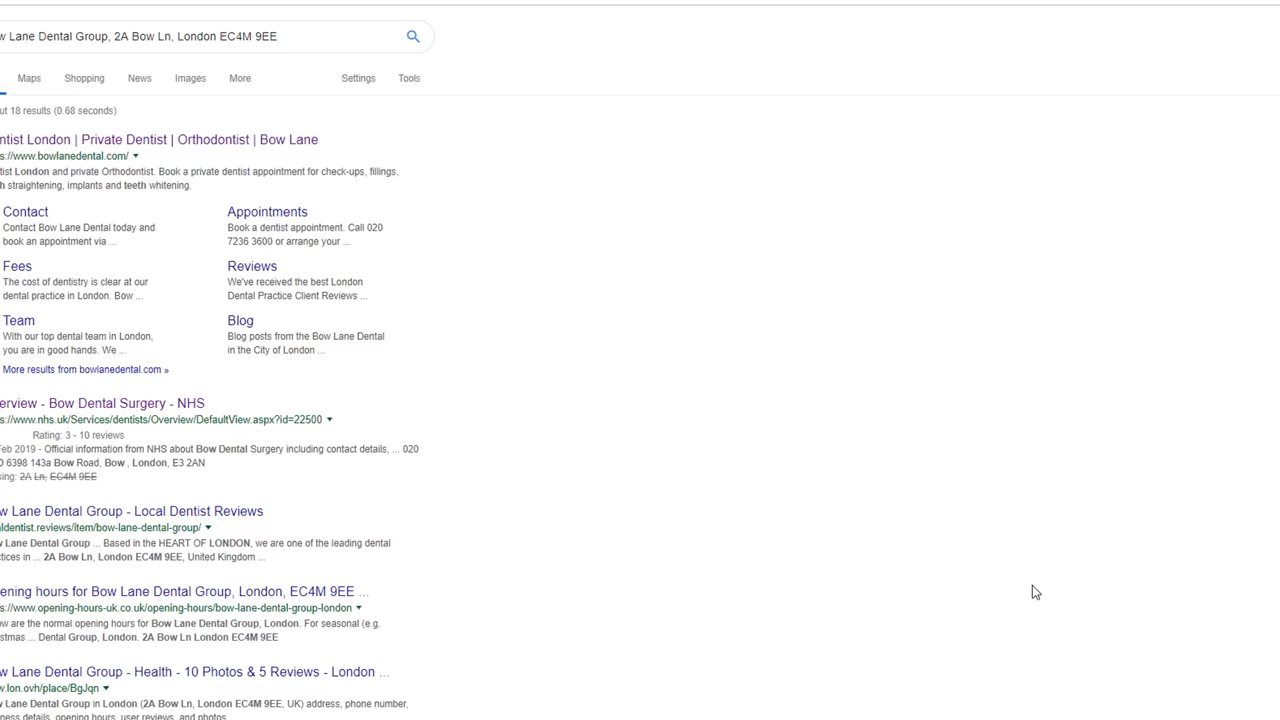 w Lane Dental Group, 2A Bow Ln, London EC4M 9EE
Maps Shopping News Images More Settings Tools
ut 18 results (0.68 seconds)
ntist London | Private Dentist | Orthodontist | Bow Lane
s://www.bowlanedental.com/
tist London and private Orthodontist. Book a private dentist appointment for check-ups, fillings,
h straightening, implants and teeth whitening.
Contact
Contact Bow Lane Dental today and
book an appointment via ...
Appointments
Book a dentist appointment. Call 020
7236 3600 or arrange your ...
Fees
The cost of dentistry is clear at our
dental practice in London. Bow ...
Reviews
We've received the best London
Dental Practice Client Reviews ...
Team
With our top dental team in London,
you are in good hands. We ...
Blog
Blog posts from the Bow Lane Dental
in the City of London ...
More results from bowlanedental.com »
erview - Bow Dental Surgery - NHS
s://www.nhs.uk/Services/dentists/Overview/DefaultView.aspx?id=22500
Rating: 3 - 10 reviews
Feb 2019 - Official information from NHS about Bow Dental Surgery including contact details, ... 020
0 6398 143a Bow Road, Bow , London, E3 2AN
sing: 2A Ln, EC4M 9EE
w Lane Dental Group - Local Dentist Reviews
aldentist.reviews/item/bow-lane-dental-group/
w Lane Dental Group ... Based in the HEART OF LONDON, we are one of the leading dental
ctices in ... 2A Bow Ln, London EC4M 9EE, United Kingdom ...
ening hours for Bow Lane Dental Group, London, EC4M 9EE ...
s://www.opening-hours-uk.co.uk/opening-hours/bow-lane-dental-group-london
ow are the normal opening hours for Bow Lane Dental Group, London. For seasonal (e.g.
stmas ... Dental Group, London. 2A Bow Ln London EC4M 9EE
w Lane Dental Group - Health - 10 Photos & 5 Reviews - London ...
w.lon.ovh/place/BgJqn
w Lane Dental Group in London (2A Bow Ln, London EC4M 9EE, UK) address, phone number,
ness details, opening hours, user reviews, and photos.